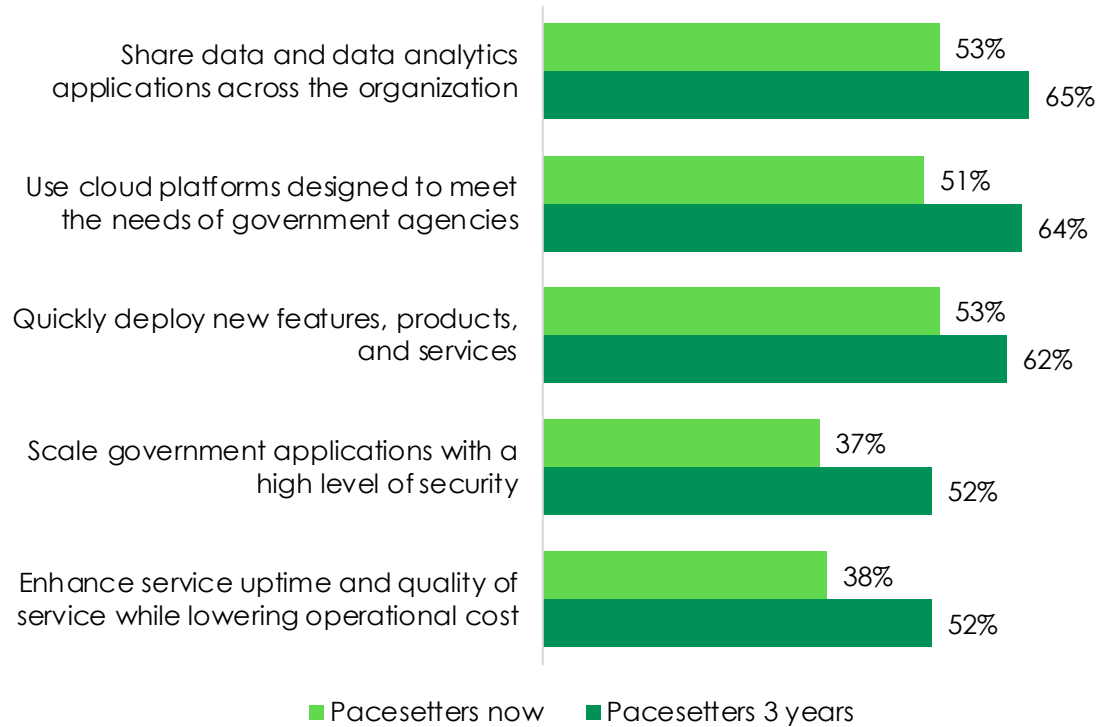 Share data and data analytics
applications across the organization
53%
65%
Use cloud platforms designed to meet
the needs of government agencies
51%
64%
Quickly deploy new features, products,
and services
53%
62%
Scale government applications with a
high level of security
37%
52%
Enhance service uptime and quality of
service while lowering operational cost
38%
52%
Pacesetters now
Pacesetters 3 years